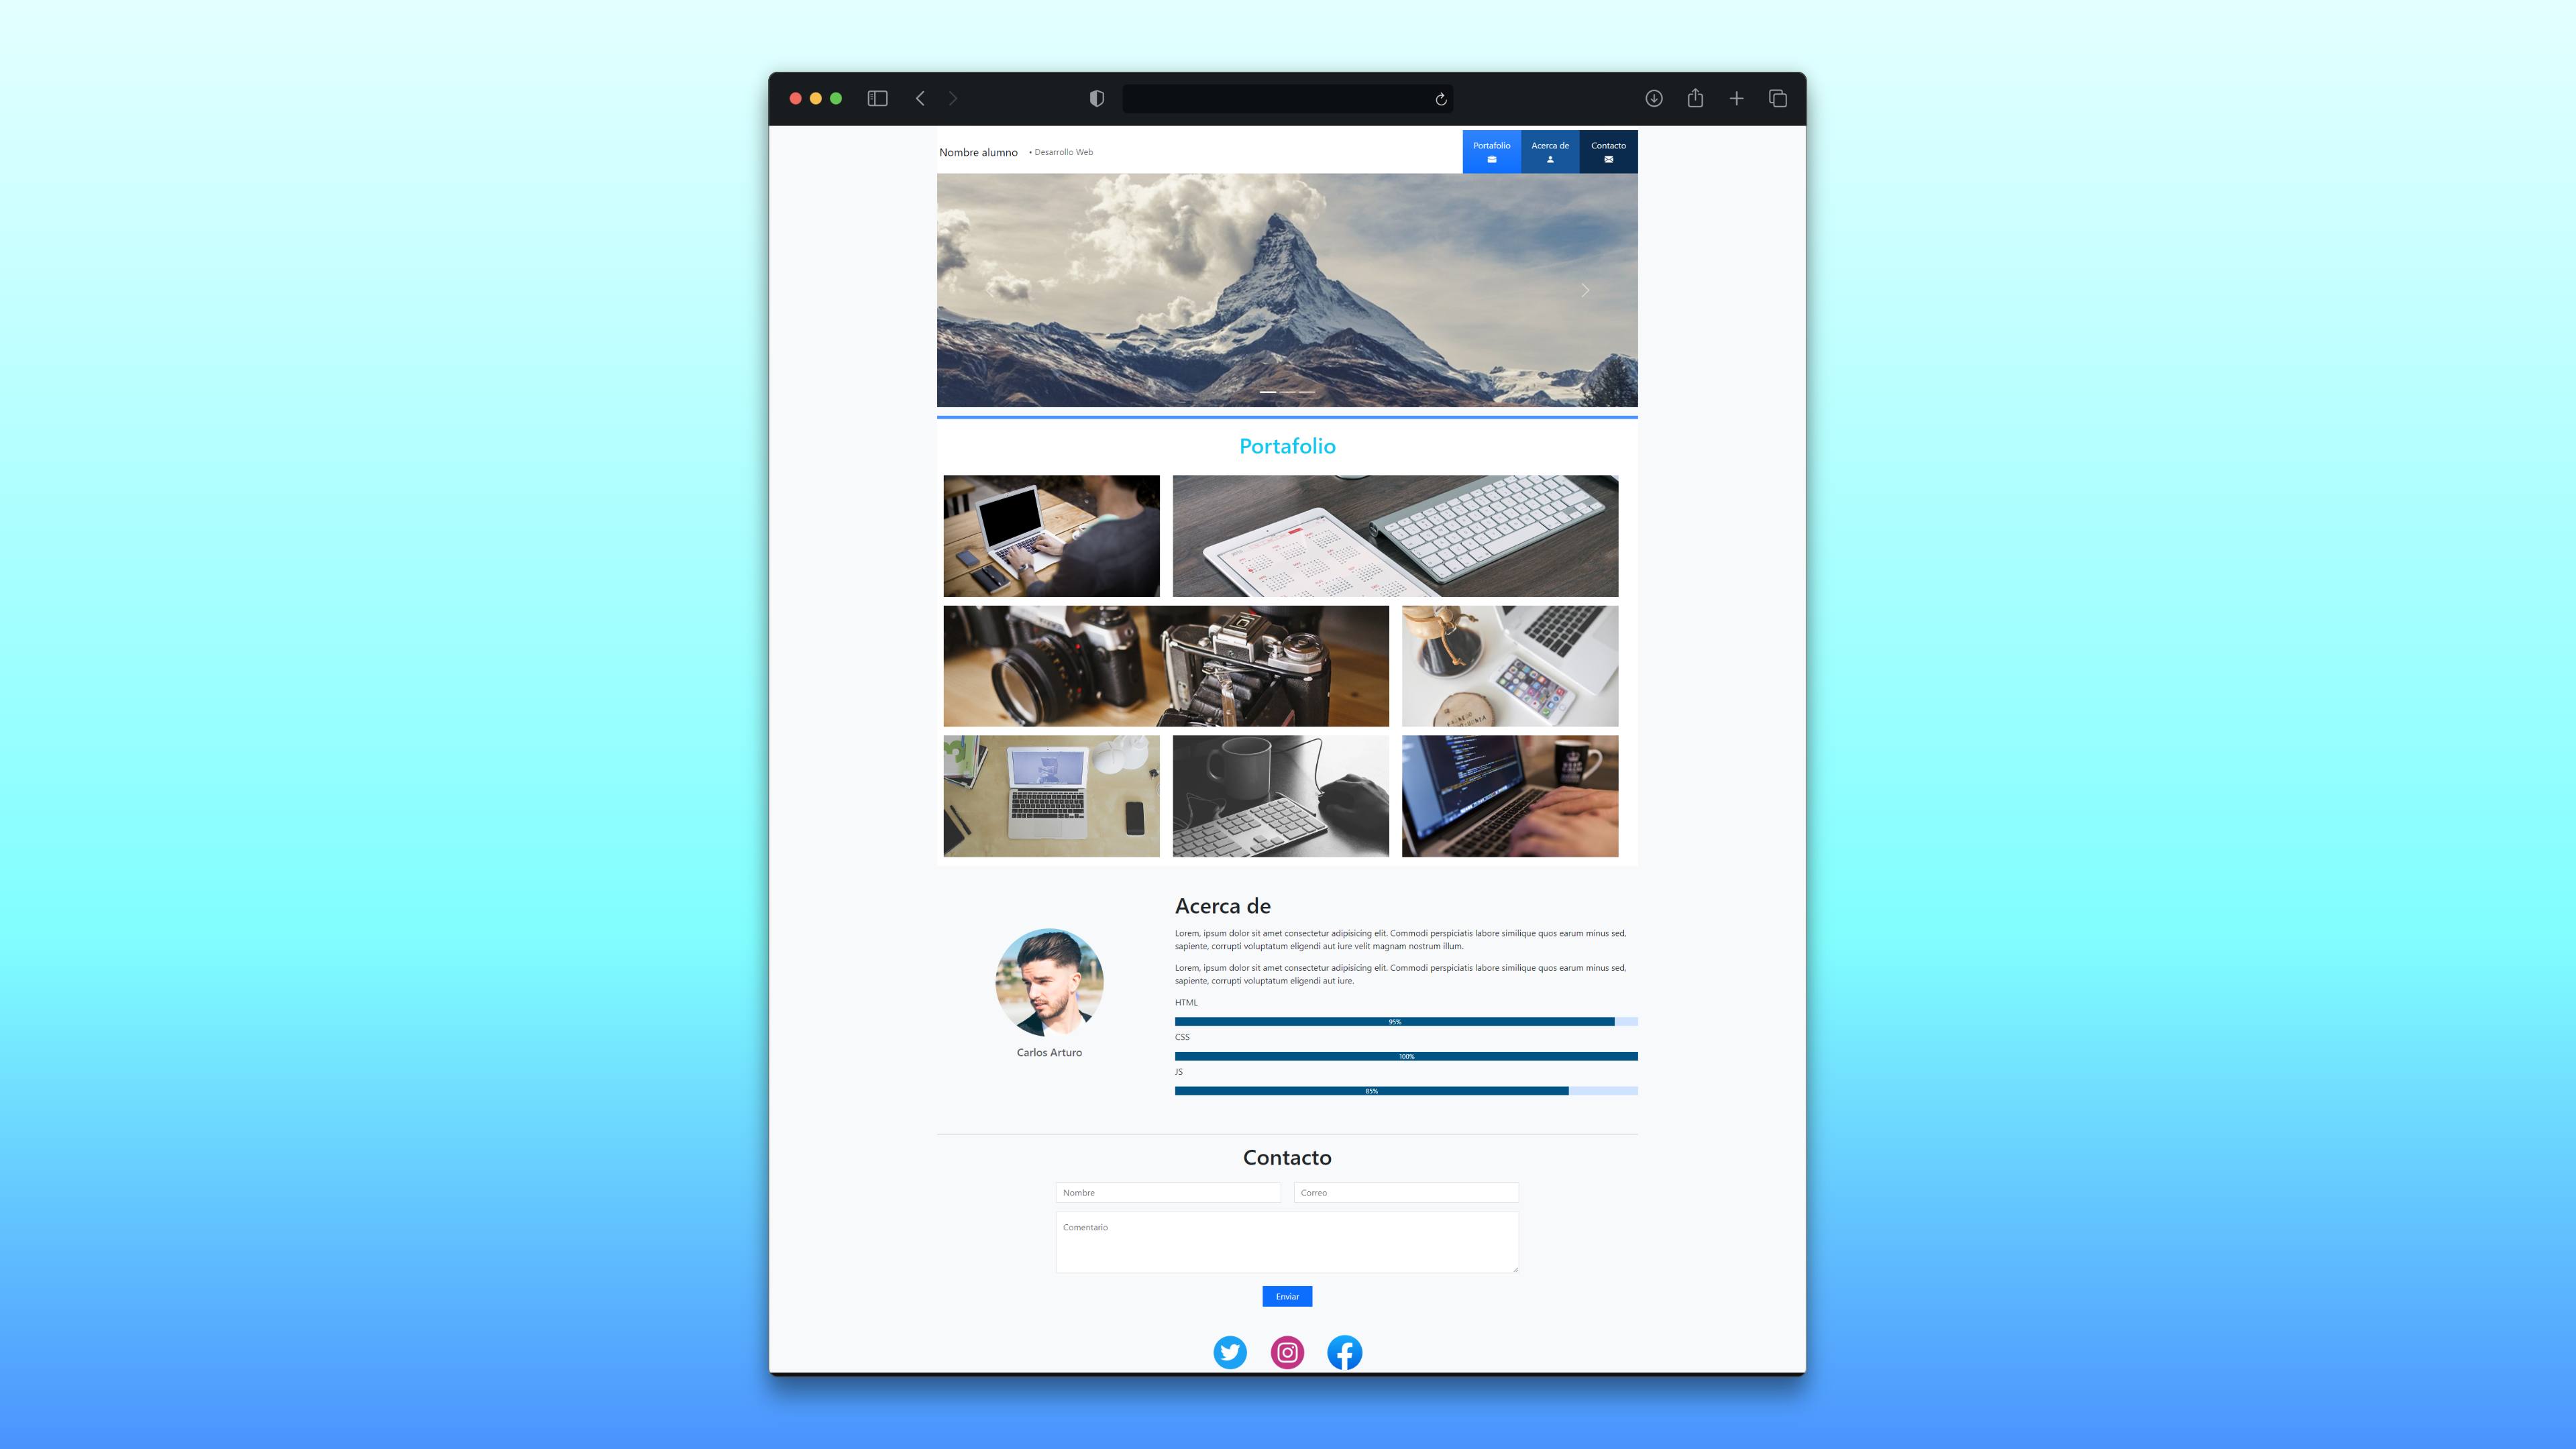 Nombre alumno • Desarrollo Web
Portafolio
Acerca de
Contacto
Portafolio
Acerca de
Lorem, ipsum dolor sit amet consectetur adipisicing elit. Commodi perspiciatis labore similique quos earum minus sed,
sapiente, corrupti voluptatum eligendi aut iure velit magnam nostrum illum.
Lorem, ipsum dolor sit amet consectetur adipisicing elit. Commodi perspiciatis labore similique quos earum minus sed,
sapiente, corrupti voluptatum eligendi aut iure.
HTML
95%
CSS
100%
JS
85%
Carlos Arturo
Contacto
Nombre
Correo
Comentario
Enviar